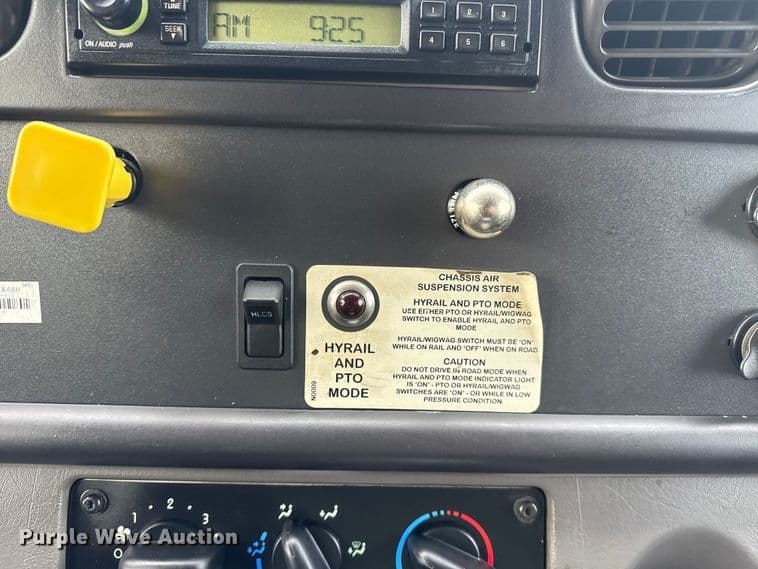 TUNE
SEEK
ON / AUDIO push
AM 925
1 2 3
4 5 6
X48H
HLCS
CHASSIS AIR
SUSPENSION SYSTEM
HYRAIL AND PTO MODE
USE EITHER PTO OR HYRAIL/WIGWAG
SWITCH TO ENABLE HYRAIL AND PTO
MODE
HYRAIL/WIGWAG SWITCH MUST BE 'ON'
WHILE ON RAIL AND 'OFF' WHEN ON ROAD
CAUTION
DO NOT DRIVE IN ROAD MODE WHEN
HYRAIL AND PTO MODE INDICATOR LIGHT
IS 'ON' - PTO OR HYRAIL/WIGWAG
SWITCHES ARE 'ON' - OR WHILE IN LOW
PRESSURE CONDITION
HYRAIL
AND
PTO
MODE
N0009
0 1 2 3
Purple Wave Auction